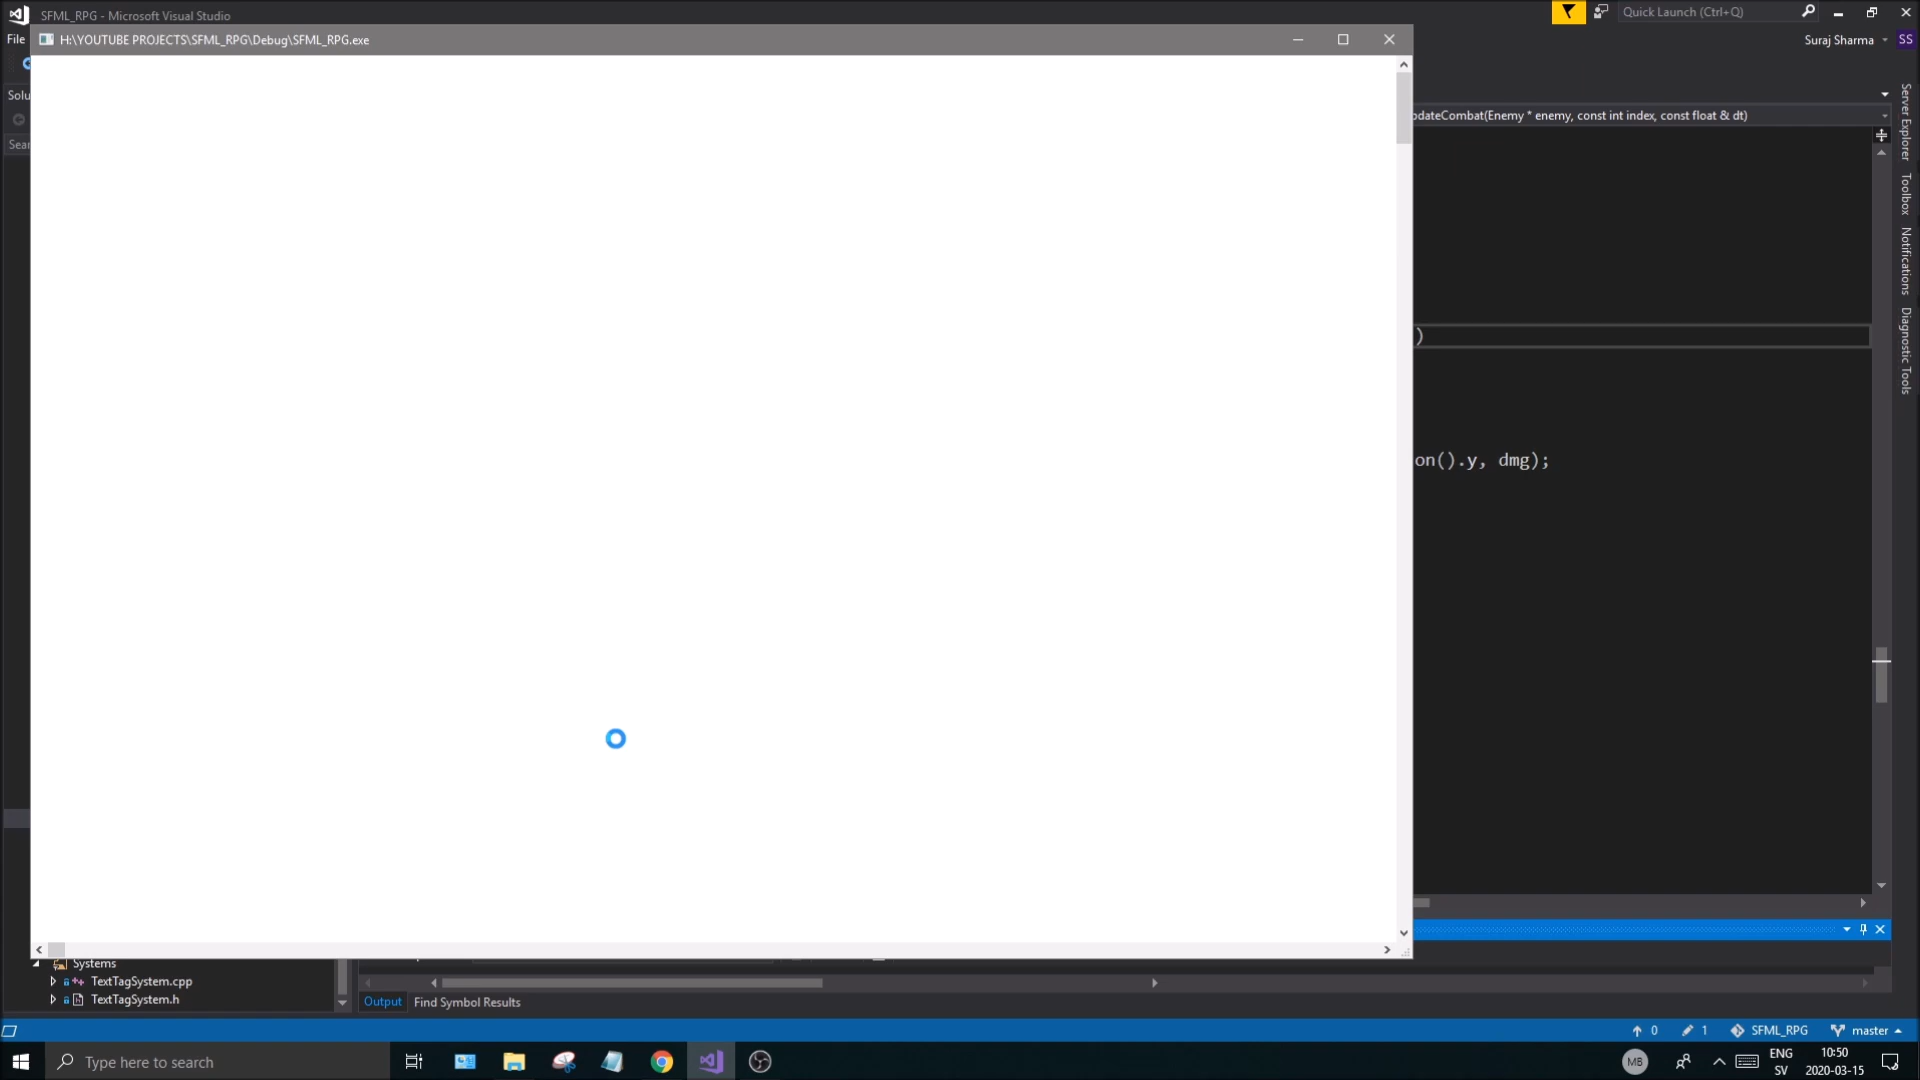 SFML_RPG - Microsoft Visual Studio
Quick Launch (Ctrl+Q)
File
H:\YOUTUBE PROJECTS\SFML_RPG\Debug\SFML_RPG.exe
Suraj Sharma
SS
Solu
pdateCombat(Enemy * enemy, const int index, const float & dt)
Sear
Server Explorer
Toolbox
Notifications
Diagnostic Tools
)
on().y, dmg);
Systems
TextTagSystem.cpp
TextTagSystem.h
Output
Find Symbol Results
0
1
SFML_RPG
master
Type here to search
MB
ENG
SV
10:50
2020-03-15